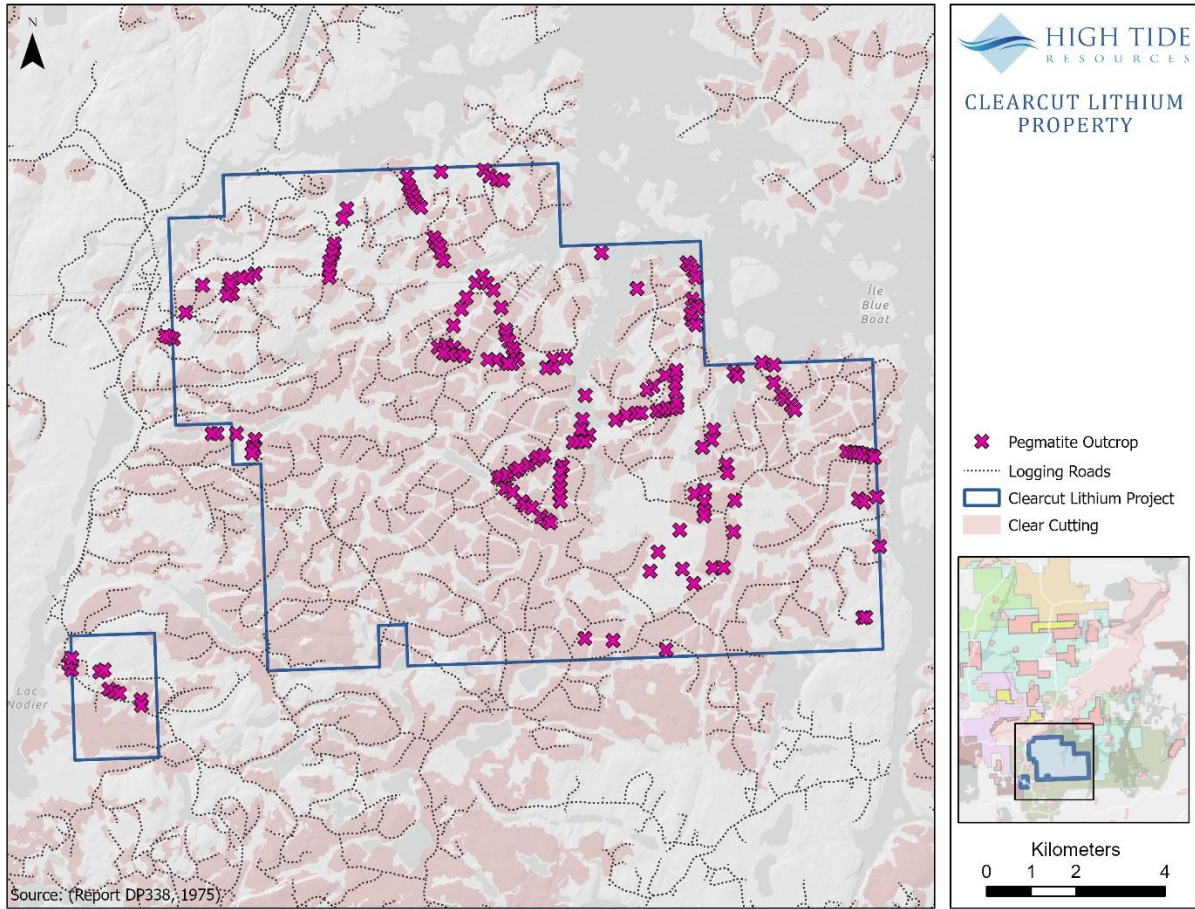 N
Île
Blue
Boat
Lac
Nodier
Source: (Report DP338, 1975)
HIGH TIDE
RESOURCES
CLEARCUT LITHIUM
PROPERTY
Pegmatite Outcrop
Logging Roads
Clearcut Lithium Project
Clear Cutting
Kilometers
0 1 2 4